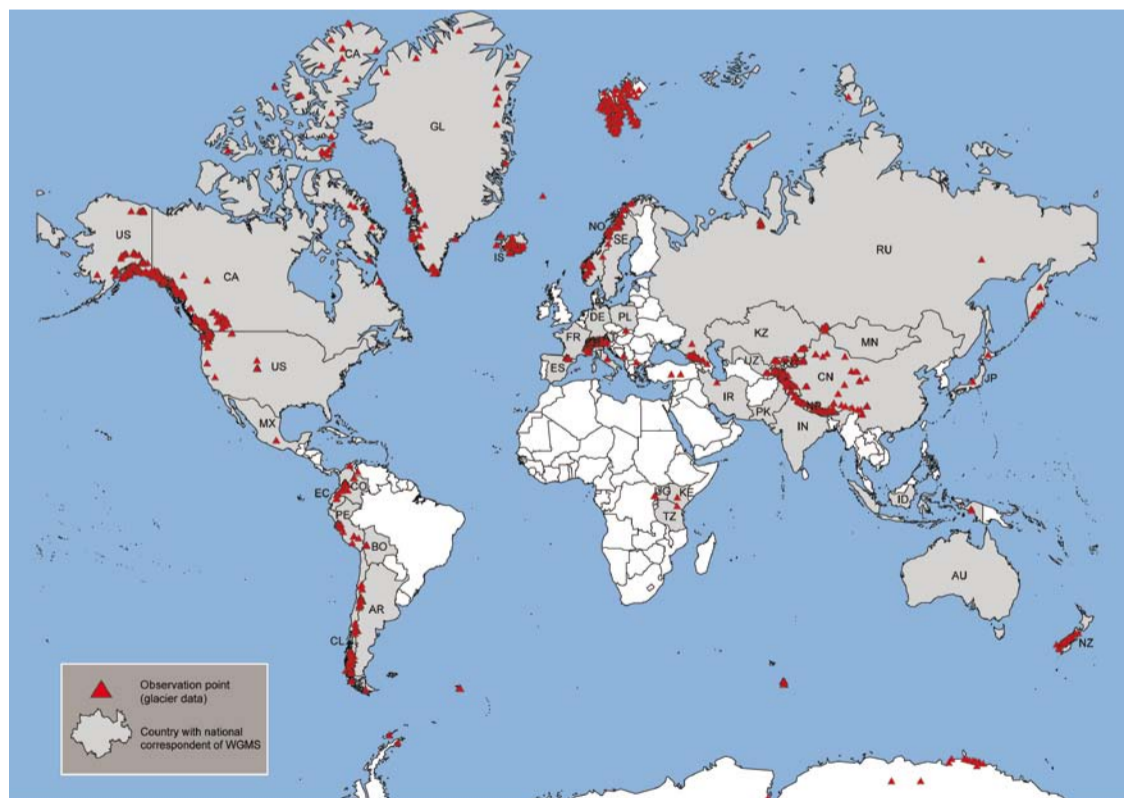 CA
GL
US
NO
SE
IS
RU
CA
DE
PL
FR
KZ
MN
US
ES
UZ
KG
CN
JP
IR
NP
PK
IN
MX
EC
CO
UG
KE
ID
PE
TZ
BO
AU
AR
CL
NZ
Observation point
(glacier data)
Country with national
correspondent of WGMS